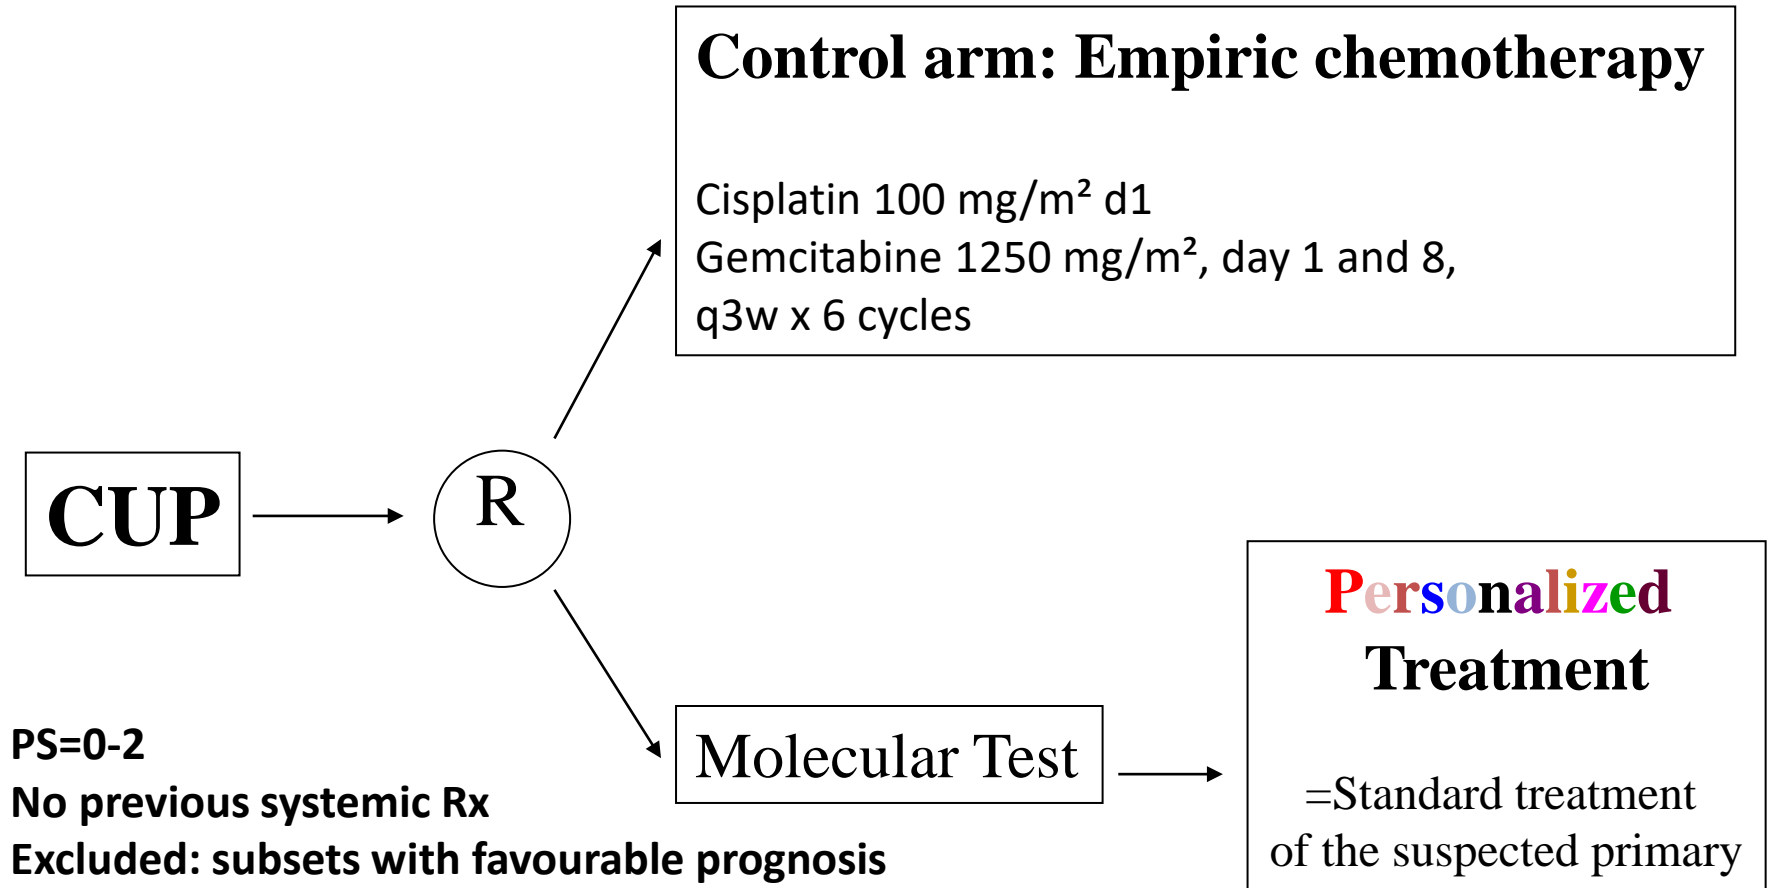 Control arm: Empiric chemotherapy
Cisplatin 100 mg/m² d1
Gemcitabine 1250 mg/m², day 1 and 8,
q3w x 6 cycles
CUP
R
Molecular Test
Personalized
Treatment
=Standard treatment
of the suspected primary
PS=0-2
No previous systemic Rx
Excluded: subsets with favourable prognosis